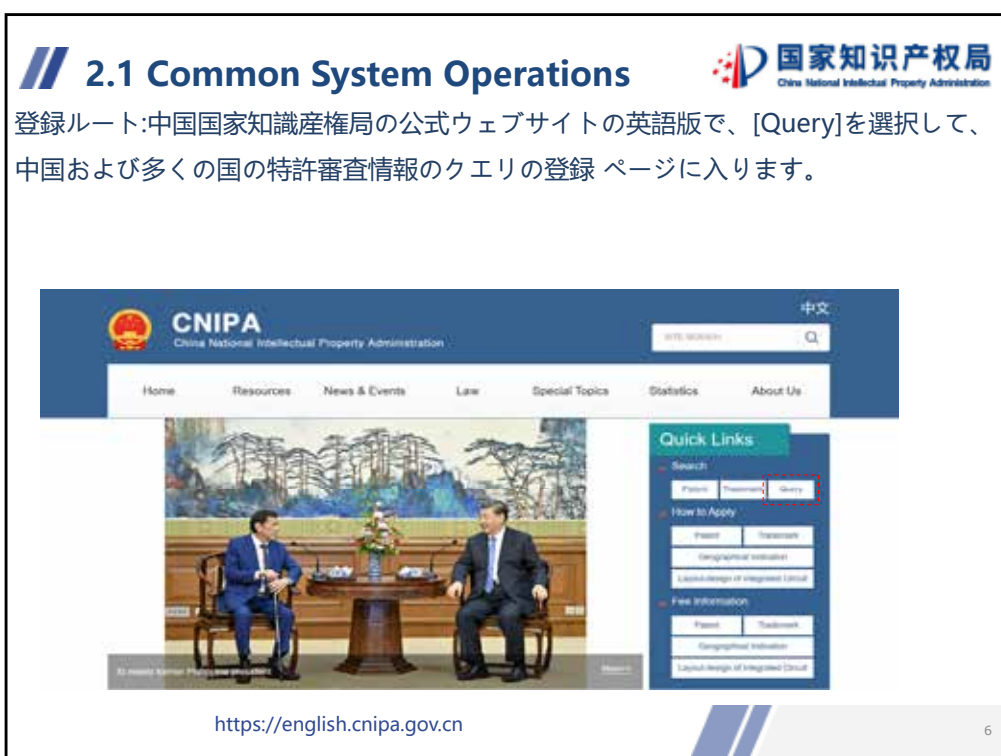 2.1 Common System Operations
国家知识产权局
China National Intellectual Property Administration
登録ルート:中国国家知識産権局の公式ウェブサイトの英語版で、[Query]を選択して、
中国および多くの国の特許審査情報のクエリの登録 ページに入ります。
中文
CNIPA
China National Intellectual Property Administration
SITE SEARCH
Home Resources News & Events Law Special Topics Statistics About Us
Quick Links
Search
Patent Trademark Query
How to Apply
Patent Trademark
Geographical Indication
Layout-design of Integrated Circuit
Fee Information
Patent Trademark
Geographical Indication
Layout-design of Integrated Circuit
Xi meets former Philippine president
https://english.cnipa.gov.cn
6